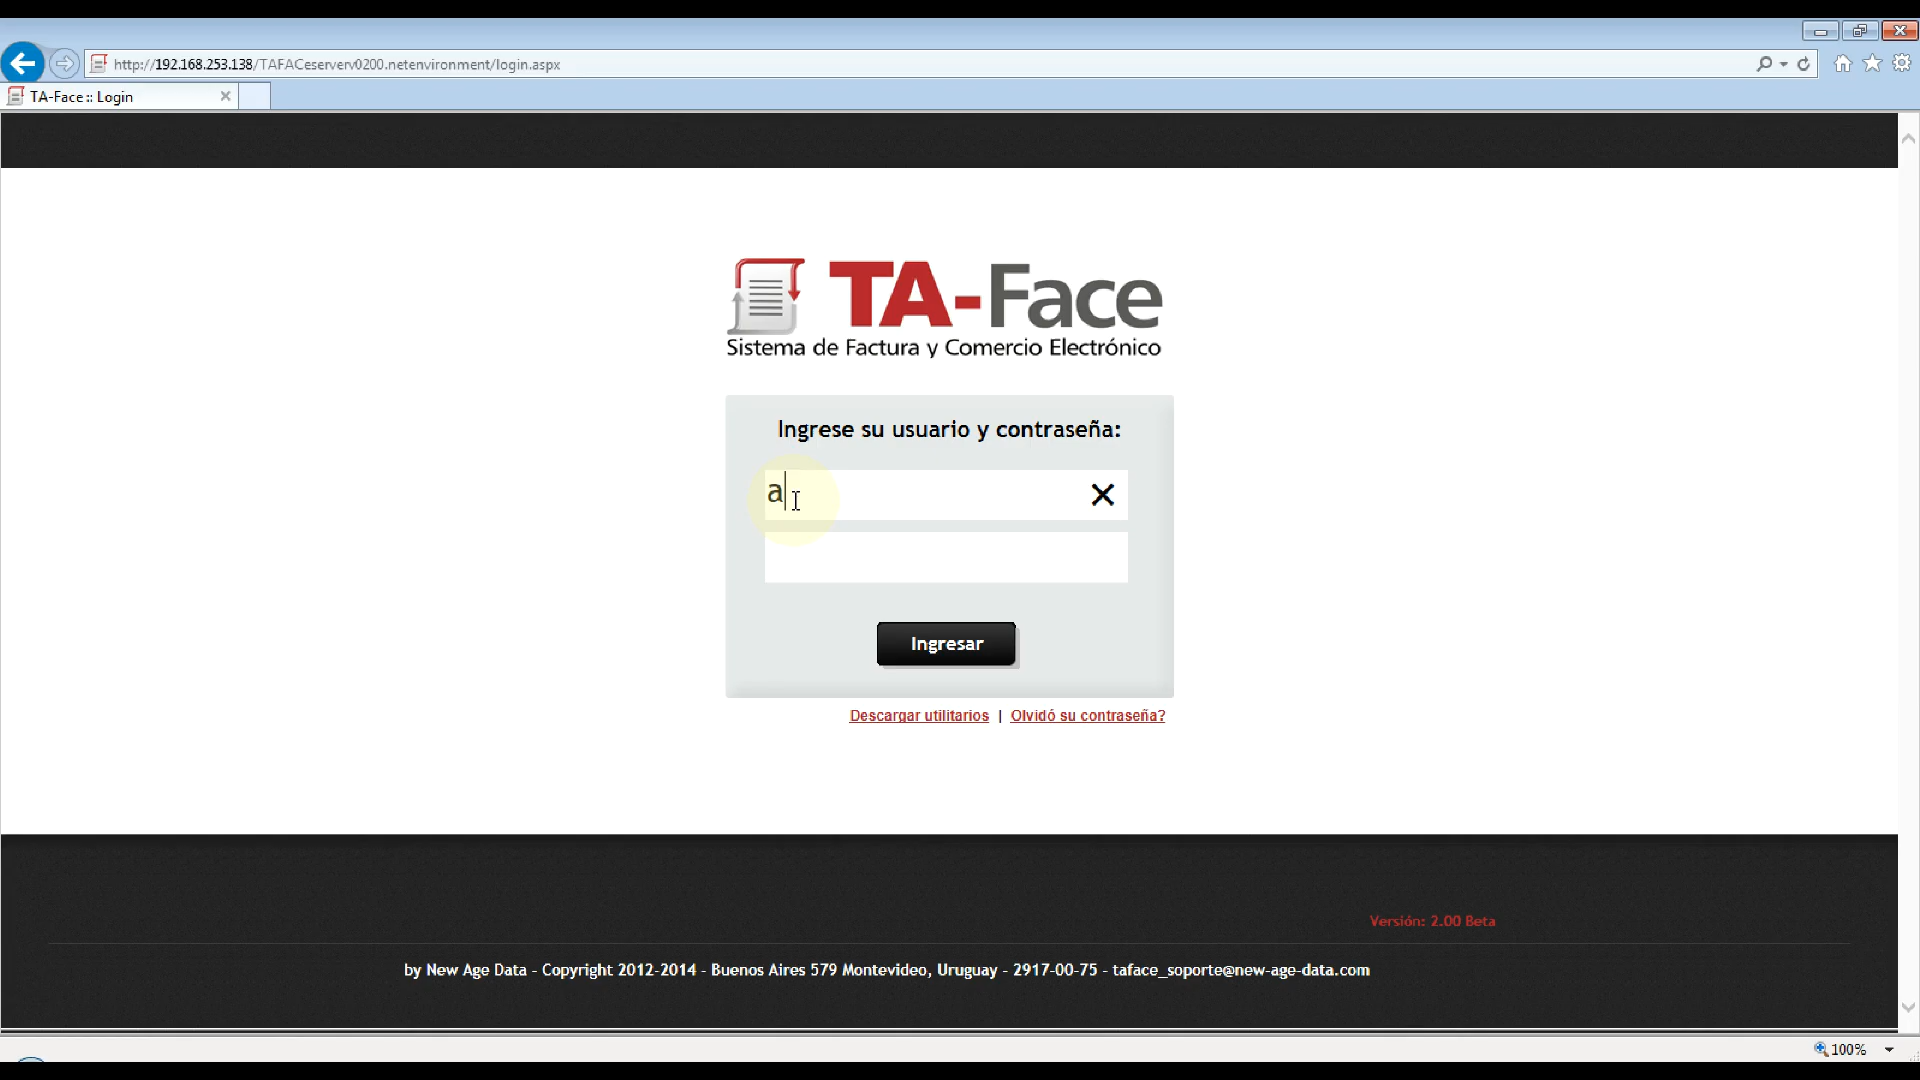 http://192.168.253.138/TAFACeserverv0200.netenvironment/login.aspx
TA-Face :: Login
TA-Face
Sistema de Factura y Comercio Electrónico
Ingrese su usuario y contraseña:
a
Ingresar
Descargar utilitarios | Olvidó su contraseña?
Versión: 2.00 Beta
by New Age Data - Copyright 2012-2014 - Buenos Aires 579 Montevideo, Uruguay - 2917-00-75 - taface_soporte@new-age-data.com
100%